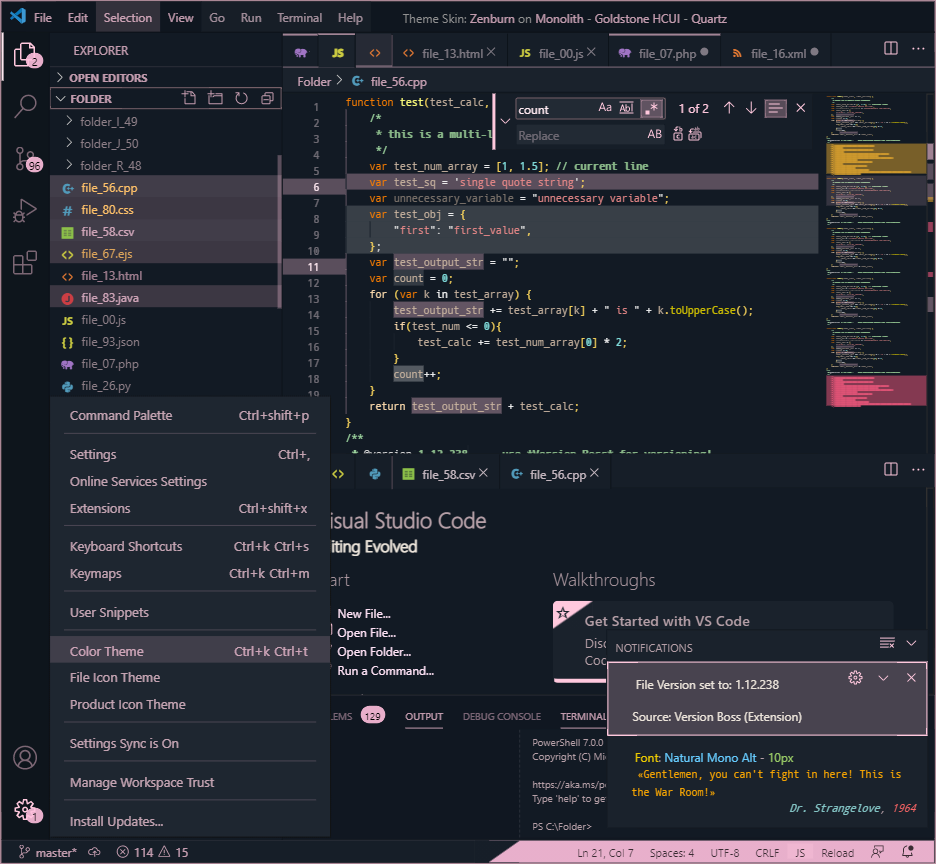 File Edit Selection View Go Run Terminal Help Theme Skin: Zenburn on Monolith - Goldstone HCUI - Quartz
2
EXPLORER
JS
<>
<> file_13.html
JS file_00.js
file_07.php
file_16.xml
OPEN EDITORS
FOLDER
Folder > file_56.cpp
folder_I_49
folder_J_50
folder_R_48
file_56.cpp
# file_80.css
file_58.csv
<> file_67.ejs
<> file_13.html
file_83.java
JS file_00.js
{} file_93.json
file_07.php
file_26.py
96
count Aa Abl .* 1 of 2
Replace AB
1 function test(test_calc,
2 /*
3 * this is a multi-l
4 */
5 var test_num_array = [1, 1.5]; // current line
6 var test_sq = 'single quote string';
7 var unnecessary_variable = "unnecessary variable";
8 var test_obj = {
9 "first": "first_value",
10 };
11 var test_output_str = "";
12 var count = 0;
13 for (var k in test_array) {
14 test_output_str += test_array[k] + " is " + k.toUpperCase();
15 if(test_num <= 0){
16 test_calc += test_num_array[0] * 2;
17 }
18 count++;
19 }
return test_output_str + test_calc;
}
/**
Command Palette Ctrl+shift+p
Settings Ctrl+,
Online Services Settings
Extensions Ctrl+shift+x
Keyboard Shortcuts Ctrl+k Ctrl+s
Keymaps Ctrl+k Ctrl+m
User Snippets
Color Theme Ctrl+k Ctrl+t
File Icon Theme
Product Icon Theme
Settings Sync is On
Manage Workspace Trust
Install Updates...
1
<>
file_58.csv
file_56.cpp
isual Studio Code
iting Evolved
art
New File...
Open File...
Open Folder...
Run a Command...
Walkthroughs
Get Started with VS Code
Disc
Coc
LEMS 129 OUTPUT DEBUG CONSOLE TERMINAL
PowerShell 7.0.0
Copyright (C) Mi
https://aka.ms/p
Type 'help' to ge
PS C:\Folder>
NOTIFICATIONS
File Version set to: 1.12.238
Source: Version Boss (Extension)
Font: Natural Mono Alt - 10px
«Gentlemen, you can't fight in here! This is
the War Room!»
Dr. Strangelove, 1964
master* 114 15 Ln 21, Col 7 Spaces: 4 UTF-8 CRLF JS Reload